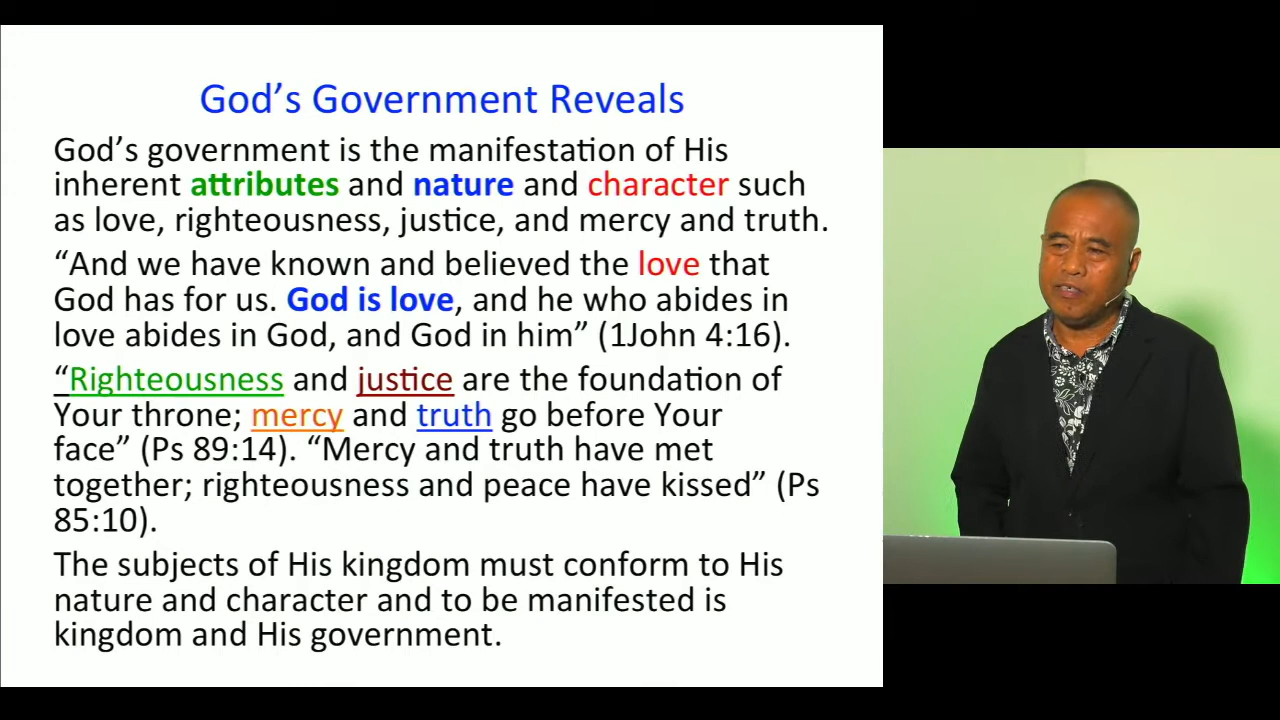 God’s Government Reveals
God’s government is the manifestation of His
inherent attributes and nature and character such
as love, righteousness, justice, and mercy and truth.
“And we have known and believed the love that
God has for us. God is love, and he who abides in
love abides in God, and God in him” (1John 4:16).
“Righteousness and justice are the foundation of
Your throne; mercy and truth go before Your
face” (Ps 89:14). “Mercy and truth have met
together; righteousness and peace have kissed” (Ps
85:10).
The subjects of His kingdom must conform to His
nature and character and to be manifested is
kingdom and His government.